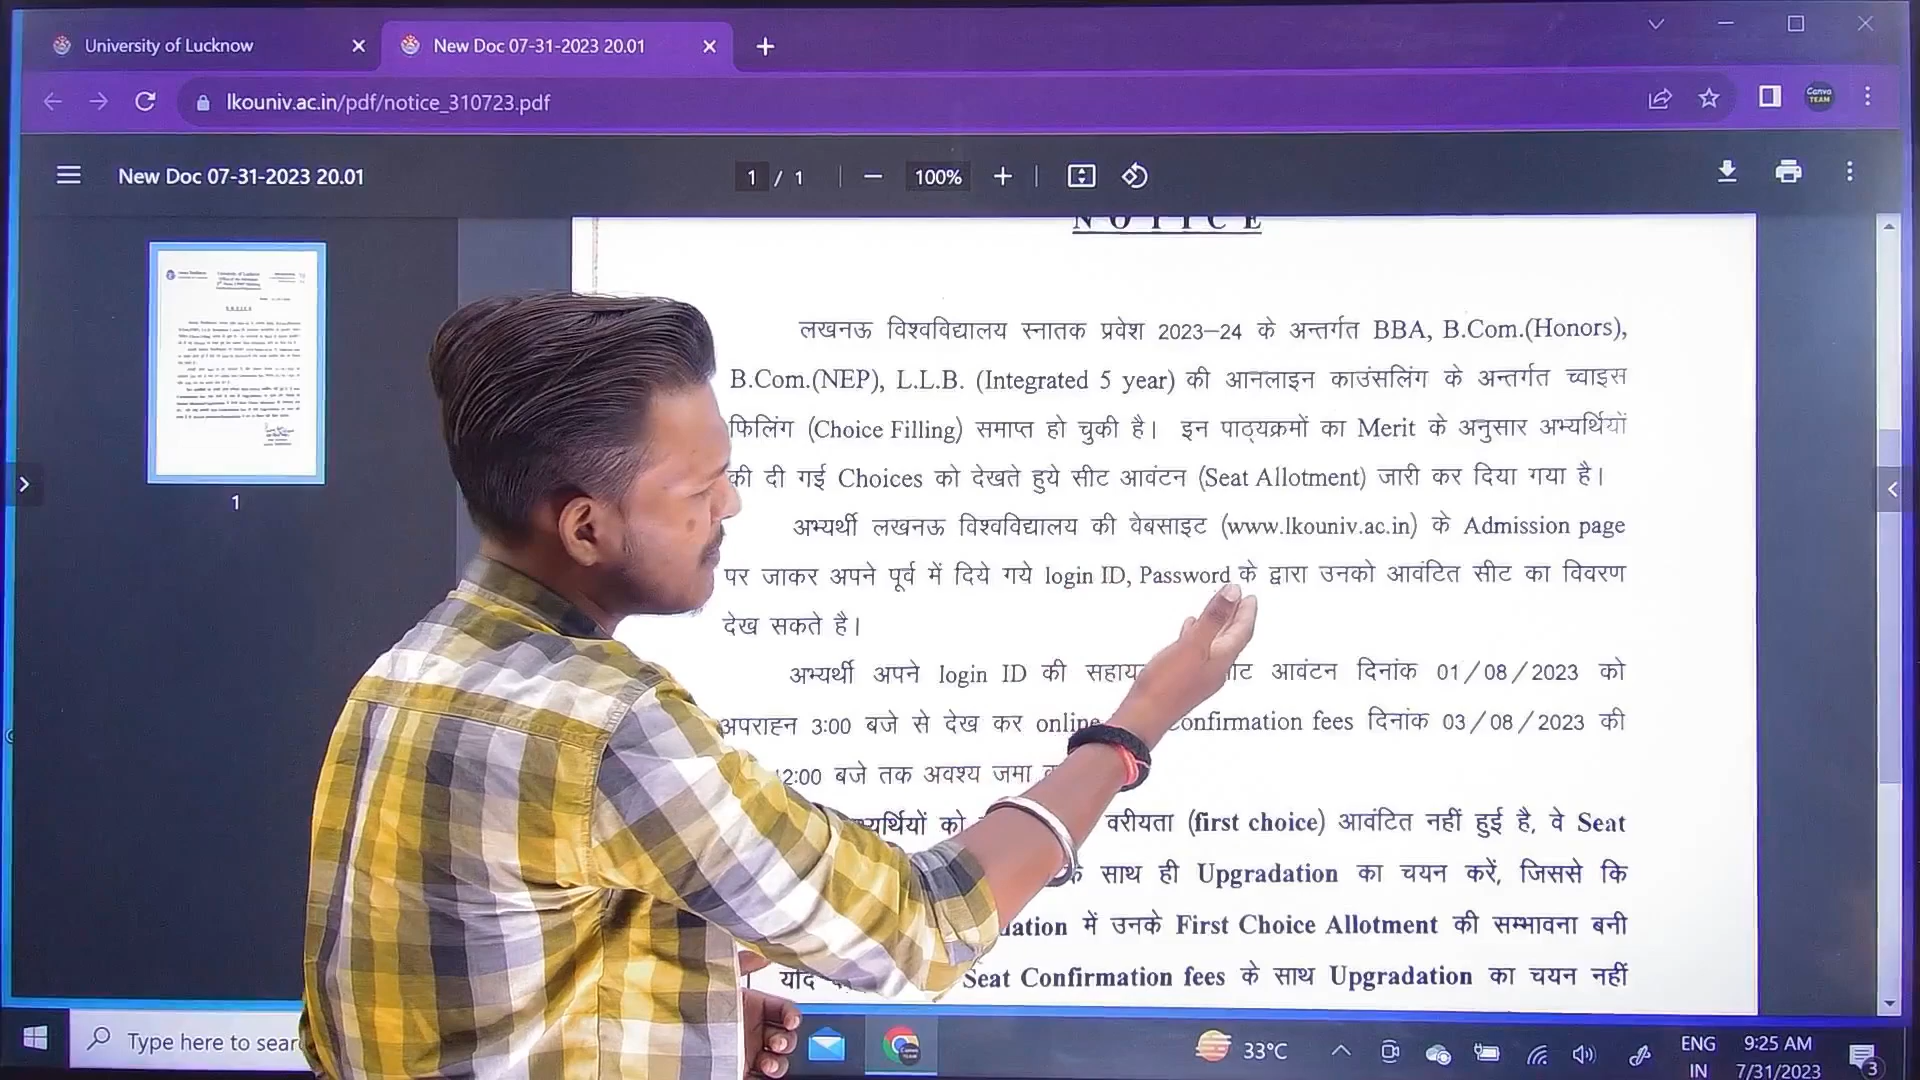 University of Lucknow
New Doc 07-31-2023 20.01
lkouniv.ac.in/pdf/notice_310723.pdf
Canva TEAM
New Doc 07-31-2023 20.01
1 / 1
100%
NOTICE
लखनऊ विश्वविद्यालय स्नातक प्रवेश 2023–24 के अन्तर्गत BBA, B.Com.(Honors),
B.Com.(NEP), L.L.B. (Integrated 5 year) की आनलाइन काउंसलिंग के अन्तर्गत च्वाइस
फिलिंग (Choice Filling) समाप्त हो चुकी है। इन पाठ्यक्रमों का Merit के अनुसार अभ्यर्थियों
की दी गई Choices को देखते हुये सीट आवंटन (Seat Allotment) जारी कर दिया गया है।
अभ्यर्थी लखनऊ विश्वविद्यालय की वेबसाइट (www.lkouniv.ac.in) के Admission page
पर जाकर अपने पूर्व में दिये गये login ID, Password के द्वारा उनको आवंटित सीट का विवरण
देख सकते है।
अभ्यर्थी अपने login ID की आवंटन दिनांक 01/08/2023 को
अपराह्न 3:00 बजे से देख कर online Confirmation fees दिनांक 03/08/2023 की
12:00 बजे तक अवश्य जमा
को वरीयता (first choice) आवंटित नहीं हुई है, वे Seat
के साथ ही Upgradation का चयन करें, जिससे कि
में उनके First Choice Allotment की सम्भावना बनी
। यदि Seat Confirmation fees के साथ Upgradation का चयन नहीं
1
Type here to
33°C
ENG
IN
9:25 AM
7/31/2023
3